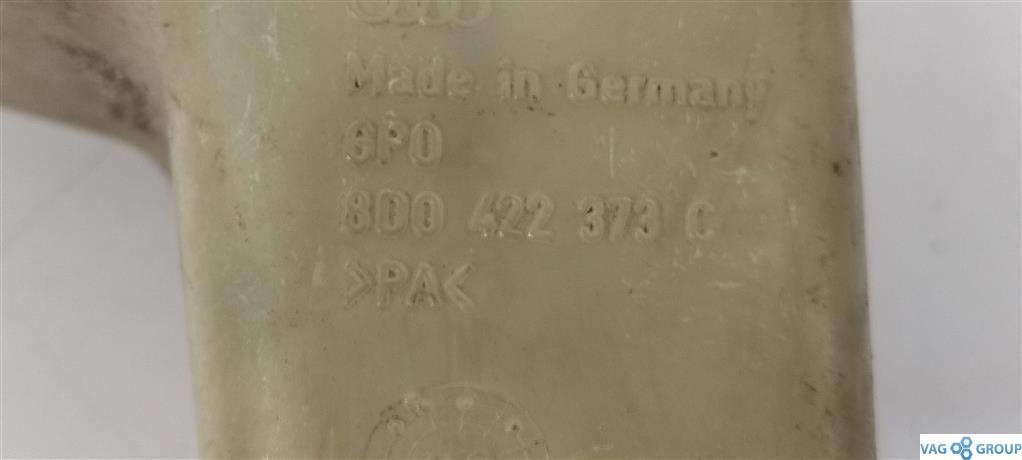 Made in Germany
GPO
8D0 422 373 C
>PA<
VAG GROUP